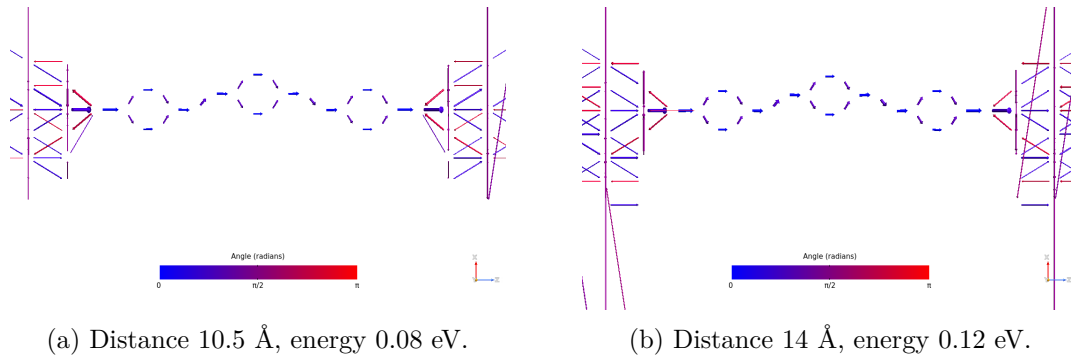 Angle (radians)
0 π/2 π
X
Y Z
Angle (radians)
0 π/2 π
X
Y Z
(a) Distance 10.5 Å, energy 0.08 eV.
(b) Distance 14 Å, energy 0.12 eV.